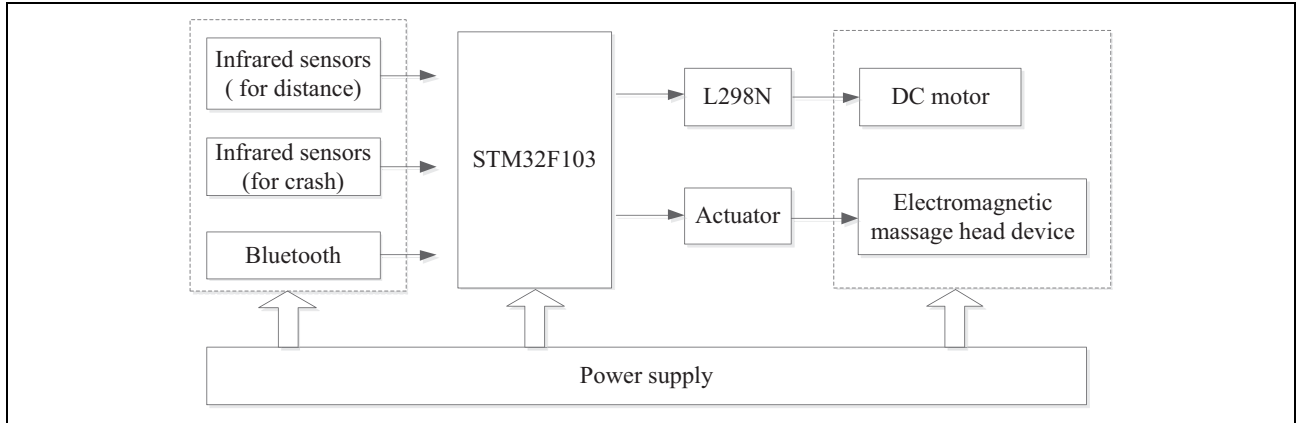 Infrared sensors
( for distance)
Infrared sensors
(for crash)
Bluetooth
STM32F103
L298N
Actuator
DC motor
Electromagnetic
massage head device
Power supply